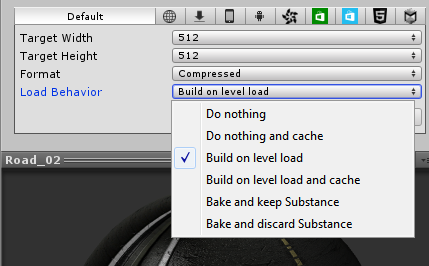 Default
Target Width 512
Target Height 512
Format Compressed
Load Behavior Build on level load
Do nothing
Do nothing and cache
Build on level load
Build on level load and cache
Bake and keep Substance
Bake and discard Substance
Road_02